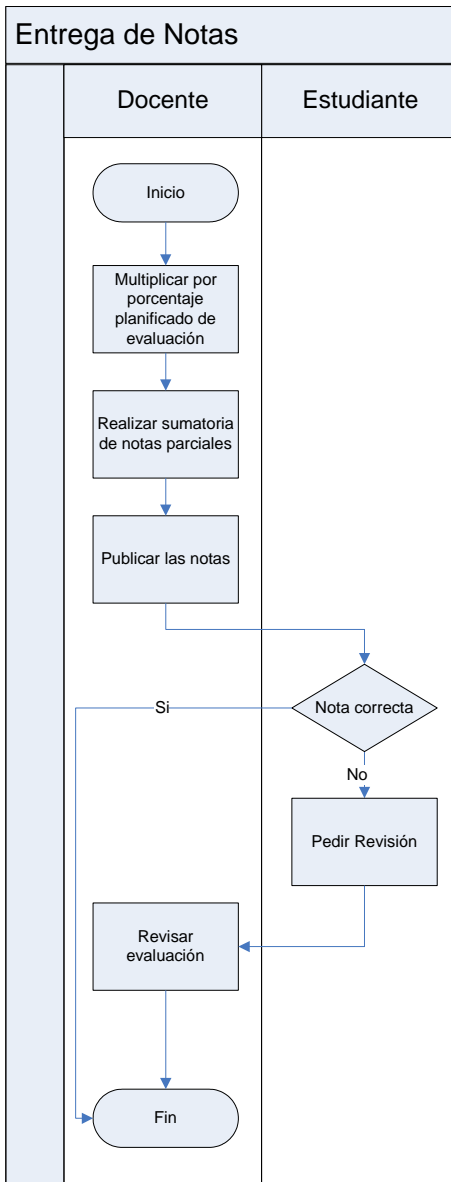 Entrega de Notas
Docente
Estudiante
Inicio
Multiplicar por
porcentaje
planificado de
evaluación
Realizar sumatoria
de notas parciales
Publicar las notas
Nota correcta
Si
No
Pedir Revisión
Revisar
evaluación
Fin